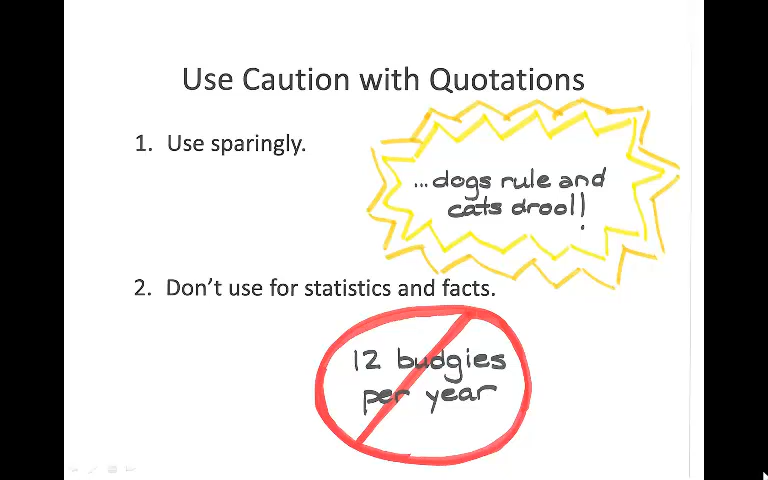 Use Caution with Quotations
1. Use sparingly.
...dogs rule and
cats drool!
2. Don't use for statistics and facts.
12 budgies
per year